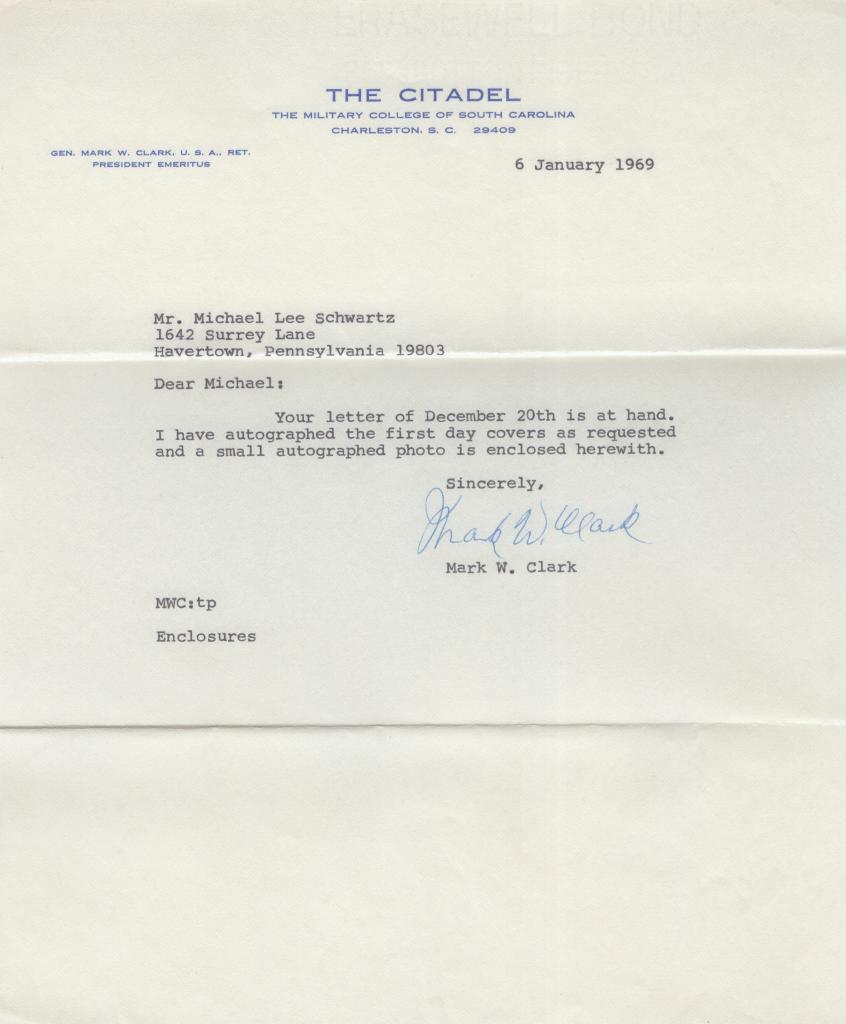 THE CITADEL
THE MILITARY COLLEGE OF SOUTH CAROLINA
CHARLESTON, S. C. 29409
GEN. MARK W. CLARK, U. S. A., RET.
PRESIDENT EMERITUS
6 January 1969
Mr. Michael Lee Schwartz
1642 Surrey Lane
Havertown, Pennsylvania 19803
Dear Michael:
Your letter of December 20th is at hand.
I have autographed the first day covers as requested
and a small autographed photo is enclosed herewith.
Sincerely,
Mark W. Clark
Mark W. Clark
MWC:tp
Enclosures